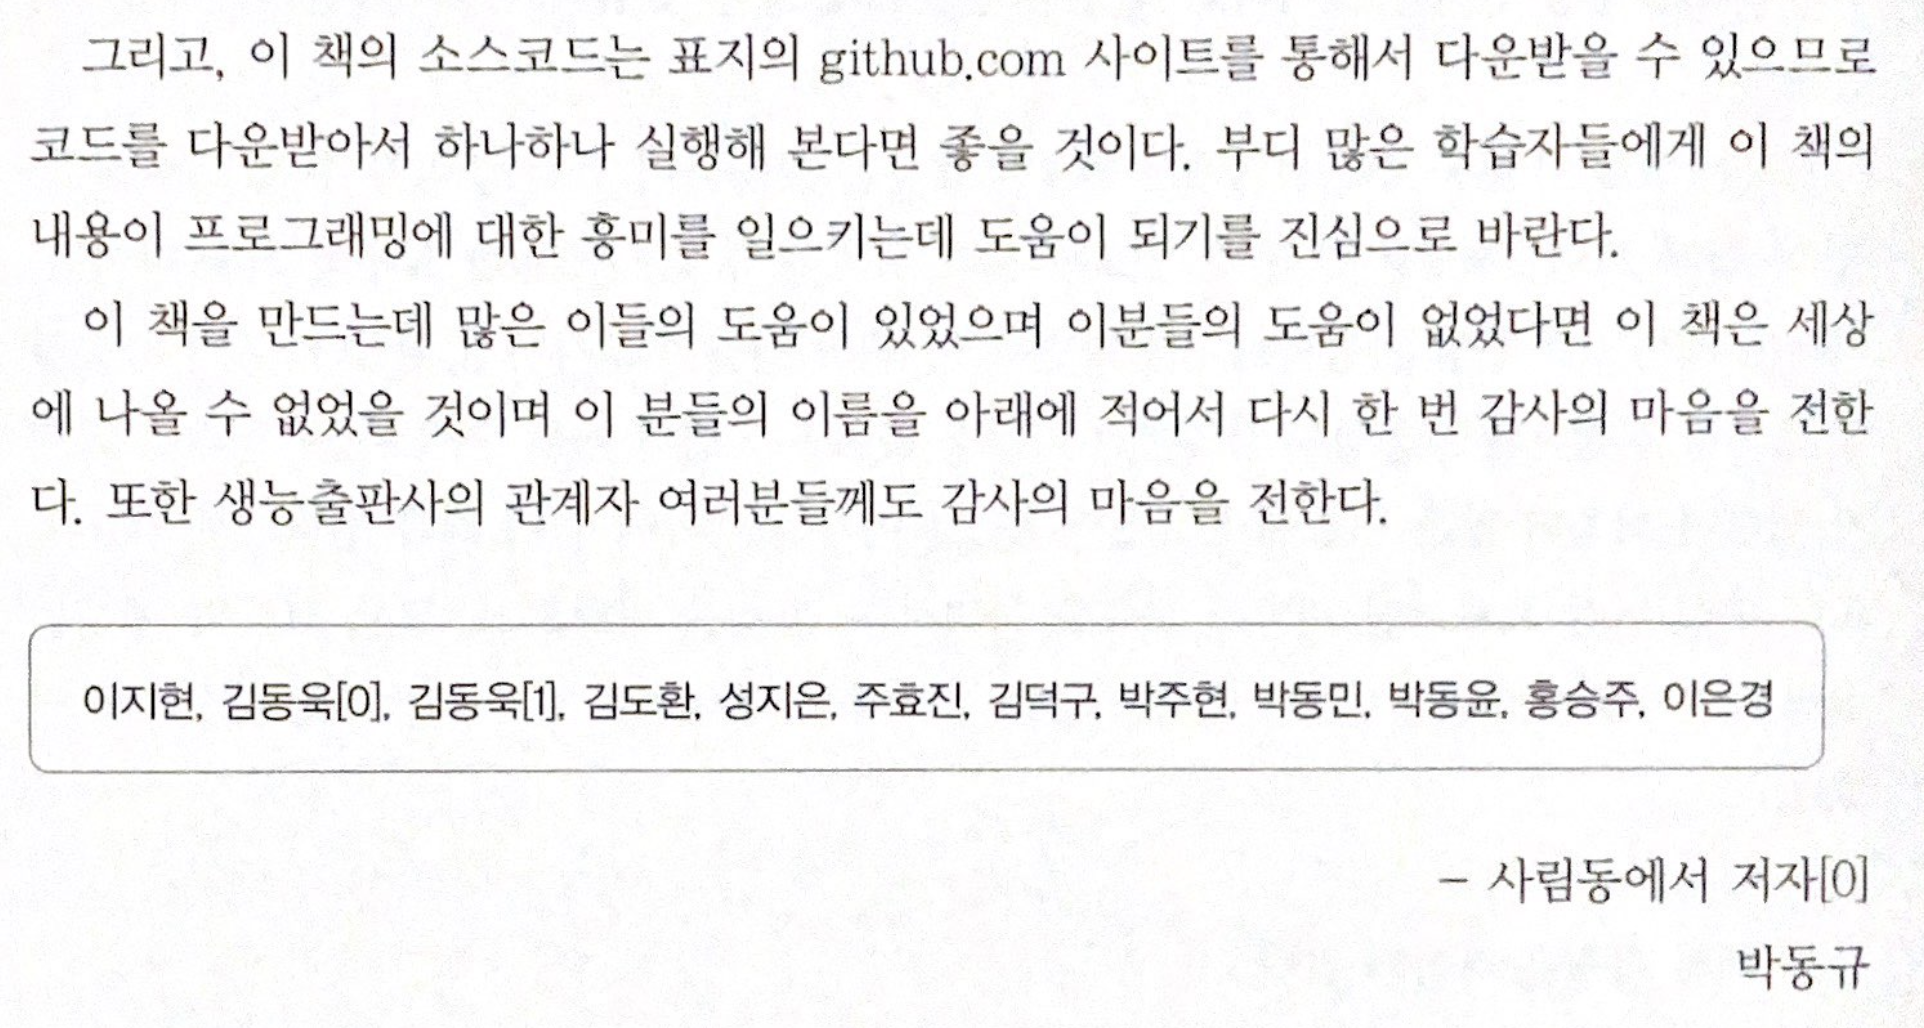 그리고, 이 책의 소스코드는 표지의 github.com 사이트를 통해서 다운받을 수 있으므로
코드를 다운받아서 하나하나 실행해 본다면 좋을 것이다. 부디 많은 학습자들에게 이 책의
내용이 프로그래밍에 대한 흥미를 일으키는데 도움이 되기를 진심으로 바란다.
이 책을 만드는데 많은 이들의 도움이 있었으며 이분들의 도움이 없었다면 이 책은 세상
에 나올 수 없었을 것이며 이 분들의 이름을 아래에 적어서 다시 한 번 감사의 마음을 전한
다. 또한 생능출판사의 관계자 여러분들께도 감사의 마음을 전한다.
이지현, 김동욱[0], 김동욱[1], 김도환, 성지은, 주효진, 김덕구, 박주현, 박동민, 박동윤, 홍승주, 이은경
– 사림동에서 저자[0]
박동규